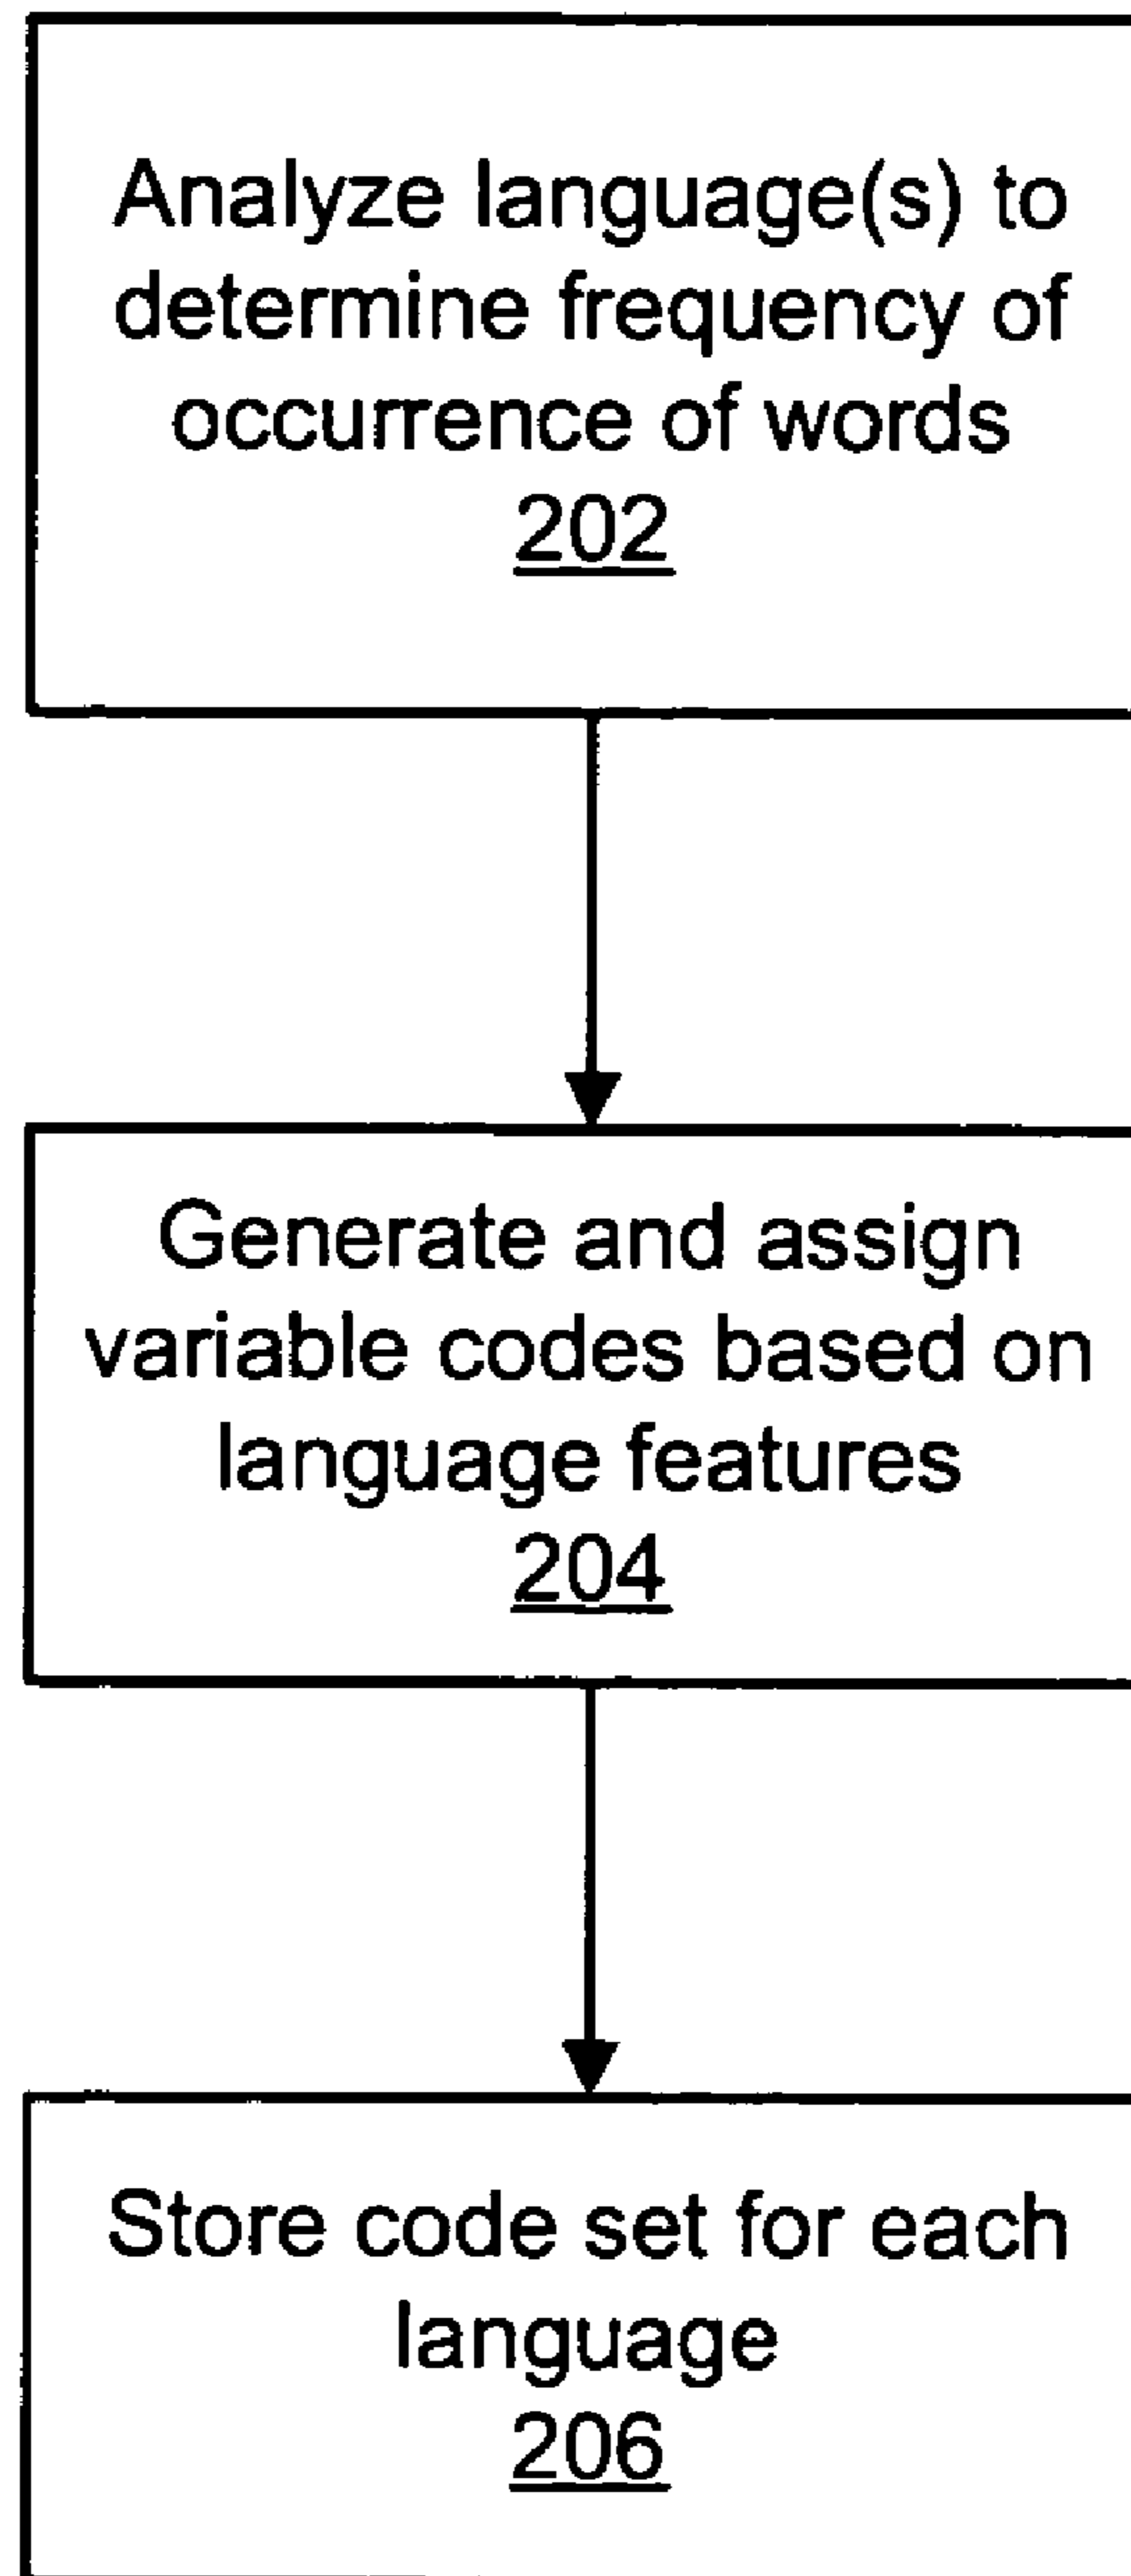 Analyze language(s) to
determine frequency of
occurrence of words
202
Generate and assign
variable codes based on
language features
204
Store code set for each
language
206